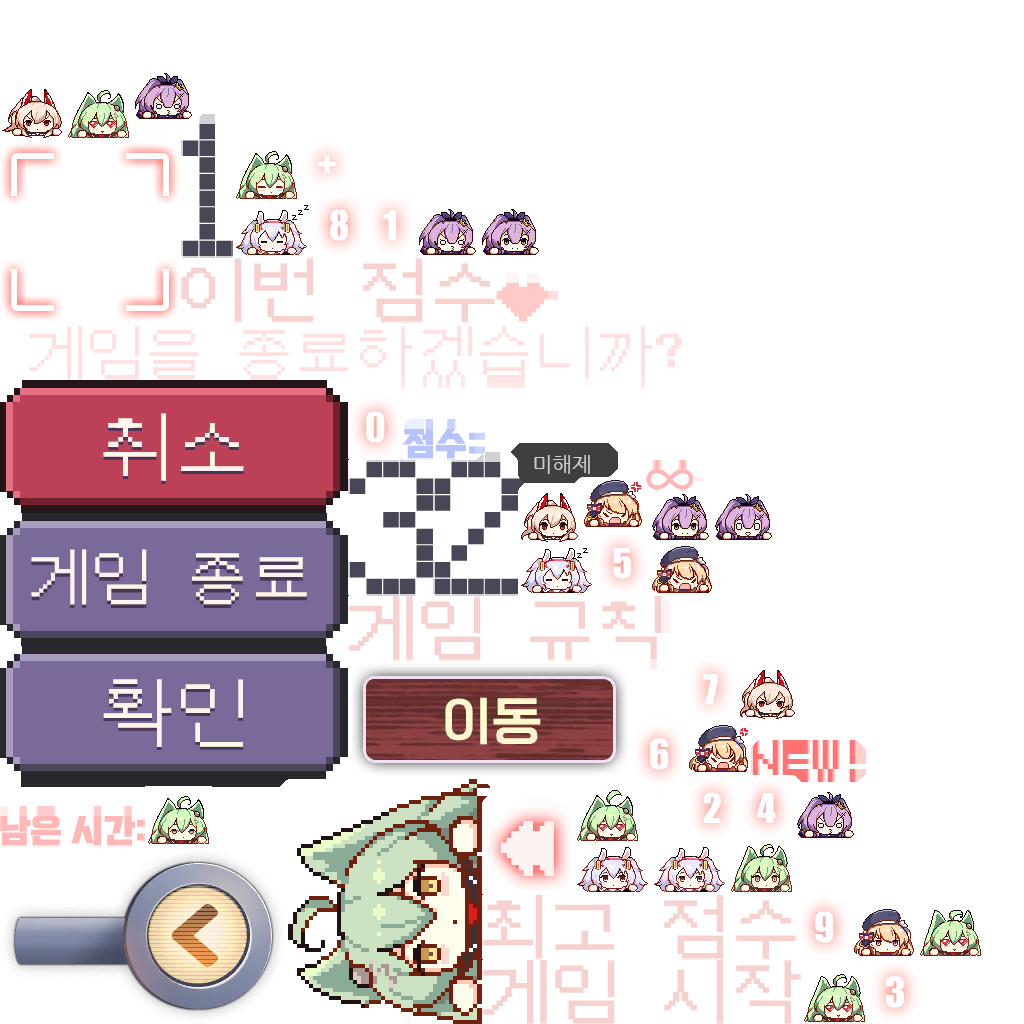 1
+
8 1
이번 점수
게임을 종료하겠습니까?
취소
0
점수:
미해제
32
게임 종료
5
게임 규칙
확인
이동
7
6
NEW!
남은 시간:
2 4
최고 점수
9
게임 시작
3